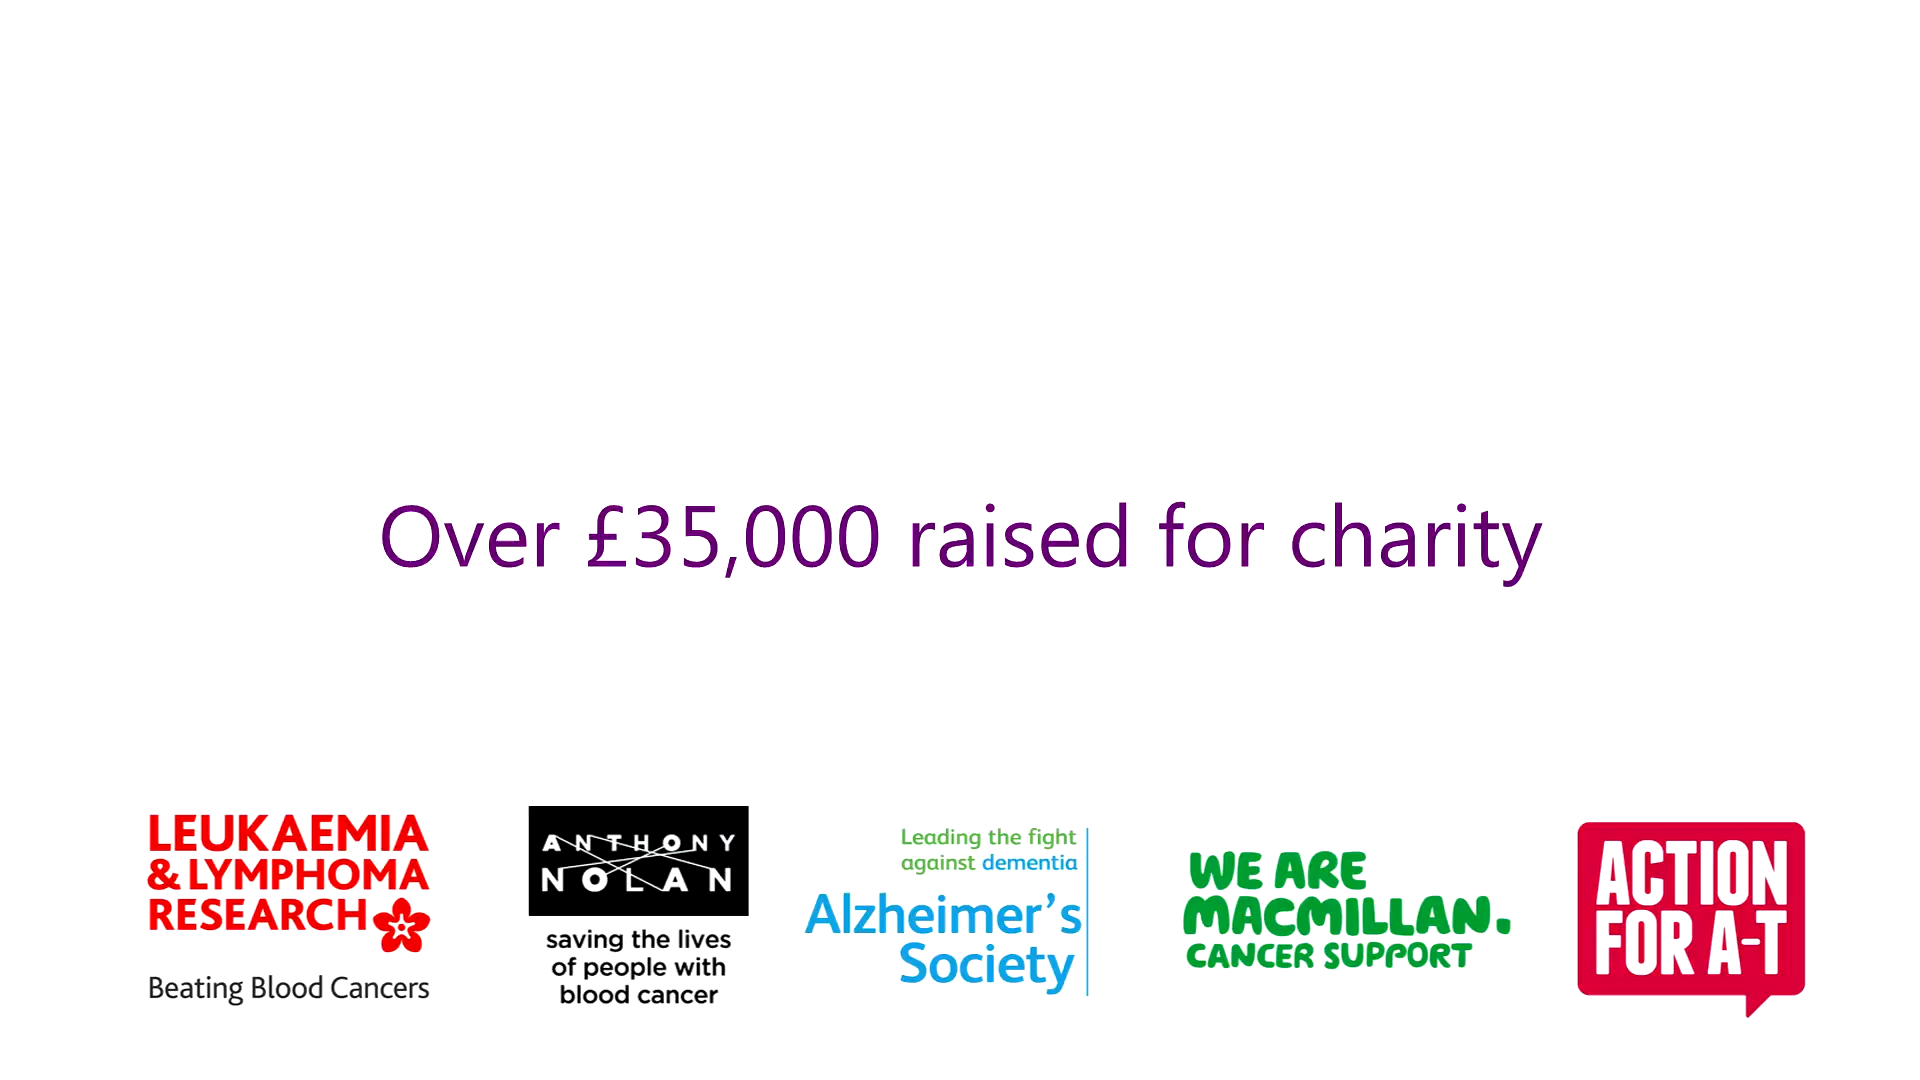 Over £35,000 raised for charity
LEUKAEMIA
& LYMPHOMA
RESEARCH
Beating Blood Cancers
ANTHONY
NOLAN
saving the lives
of people with
blood cancer
Leading the fight
against dementia
Alzheimer's
Society
WE ARE
MACMILLAN.
CANCER SUPPORT
ACTION
FOR A-T